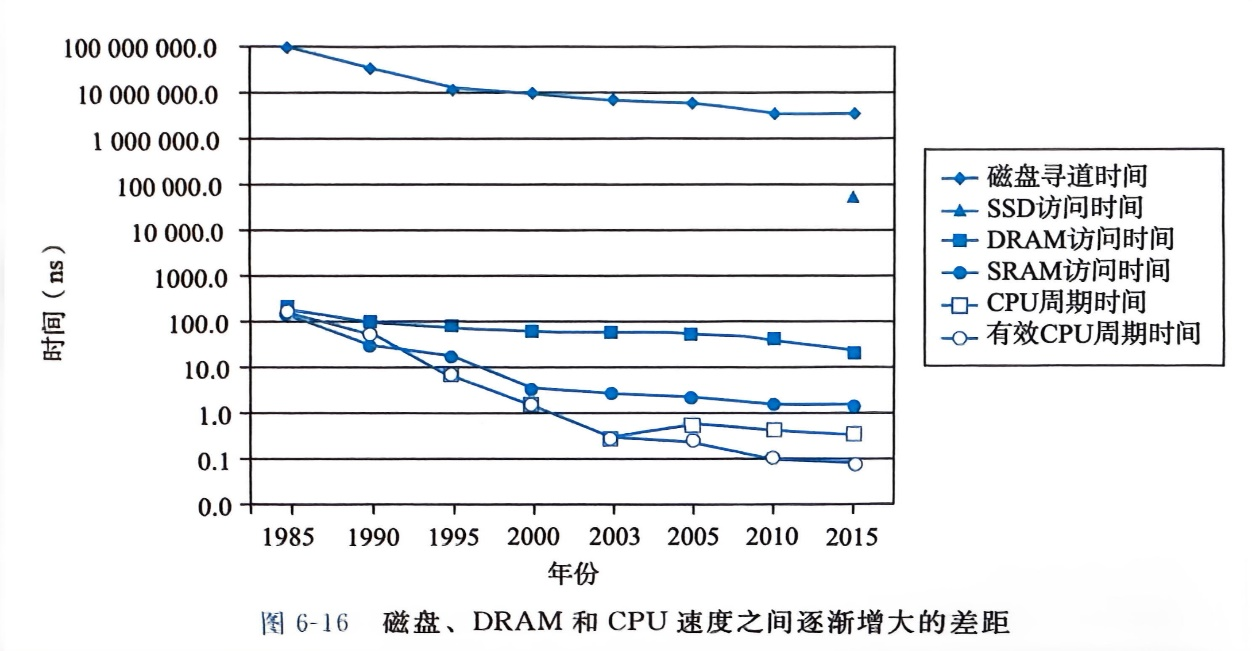 100 000 000.0
10 000 000.0
1 000 000.0
100 000.0
10 000.0
1000.0
100.0
10.0
1.0
0.1
0.0
时间（ns）
1985 1990 1995 2000 2003 2005 2010 2015
年份
磁盘寻道时间
SSD访问时间
DRAM访问时间
SRAM访问时间
CPU周期时间
有效CPU周期时间
图 6-16 磁盘、DRAM 和 CPU 速度之间逐渐增大的差距